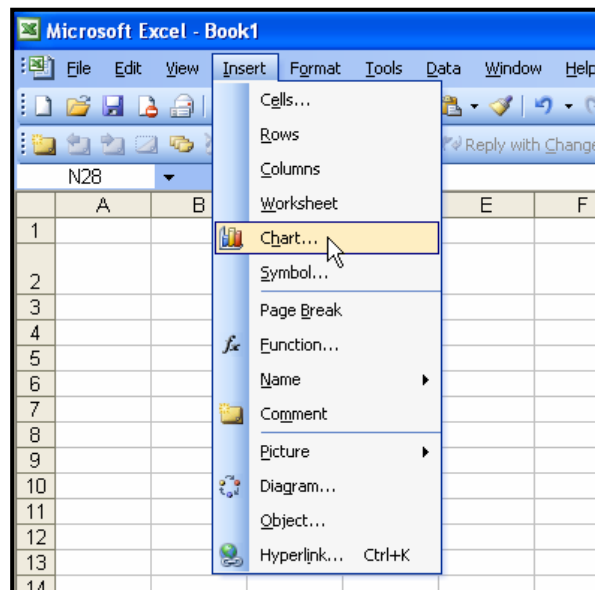 Microsoft Excel - Book1
File Edit View Insert Format Tools Data Window Help
Reply with Change
N28
A B E F
Cells...
Rows
Columns
Worksheet
Chart...
Symbol...
Page Break
fx Function...
Name
Comment
Picture
Diagram...
Object...
Hyperlink... Ctrl+K
1
2
3
4
5
6
7
8
9
10
11
12
13
14